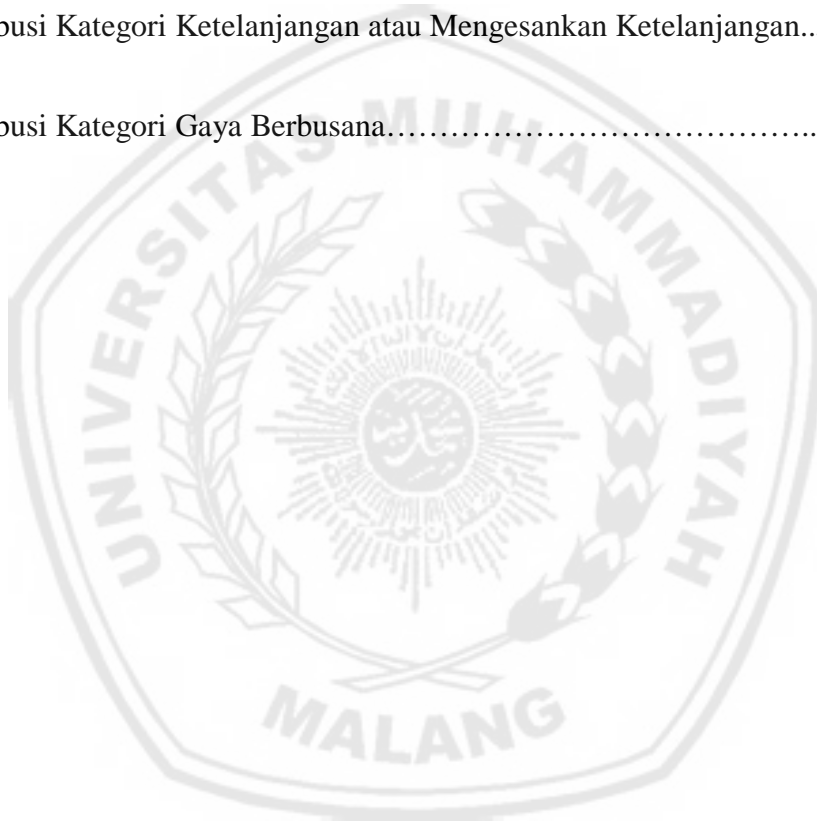 busi Kategori Ketelanjangan atau Mengesankan Ketelanjangan..
busi Kategori Gaya Berbusana…………………………………..
UNIVERSITAS MUHAMMADIYAH
MALANG